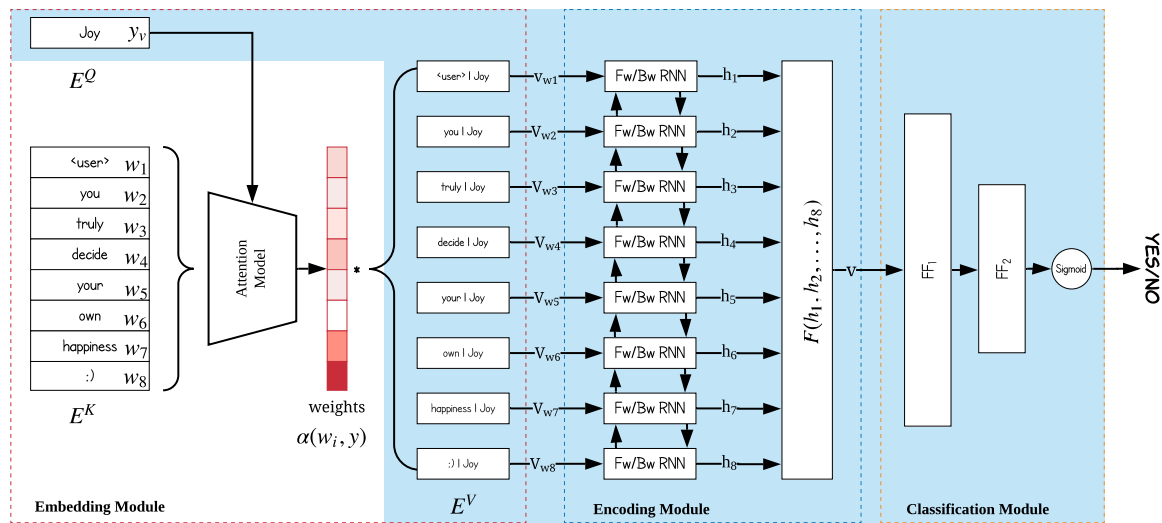 Joy y_v
E^Q
<user> w_1
you w_2
truly w_3
decide w_4
your w_5
own w_6
happiness w_7
:) w_8
E^K
Attention
Model
weights
α(w_i, y)
*
<user> | Joy
you | Joy
truly | Joy
decide | Joy
your | Joy
own | Joy
happiness | Joy
:) | Joy
E^V
v_w1
V_w2
V_w3
V_w4
V_w5
V_w6
V_w7
V_w8
Fw/Bw RNN
Fw/Bw RNN
Fw/Bw RNN
Fw/Bw RNN
Fw/Bw RNN
Fw/Bw RNN
Fw/Bw RNN
Fw/Bw RNN
h_1
h_2
h_3
h_4
h_5
h_6
h_7
h_8
F(h_1, h_2, ..., h_8)
v
FF_1
FF_2
Sigmoid
YES/NO
Embedding Module
Encoding Module
Classification Module